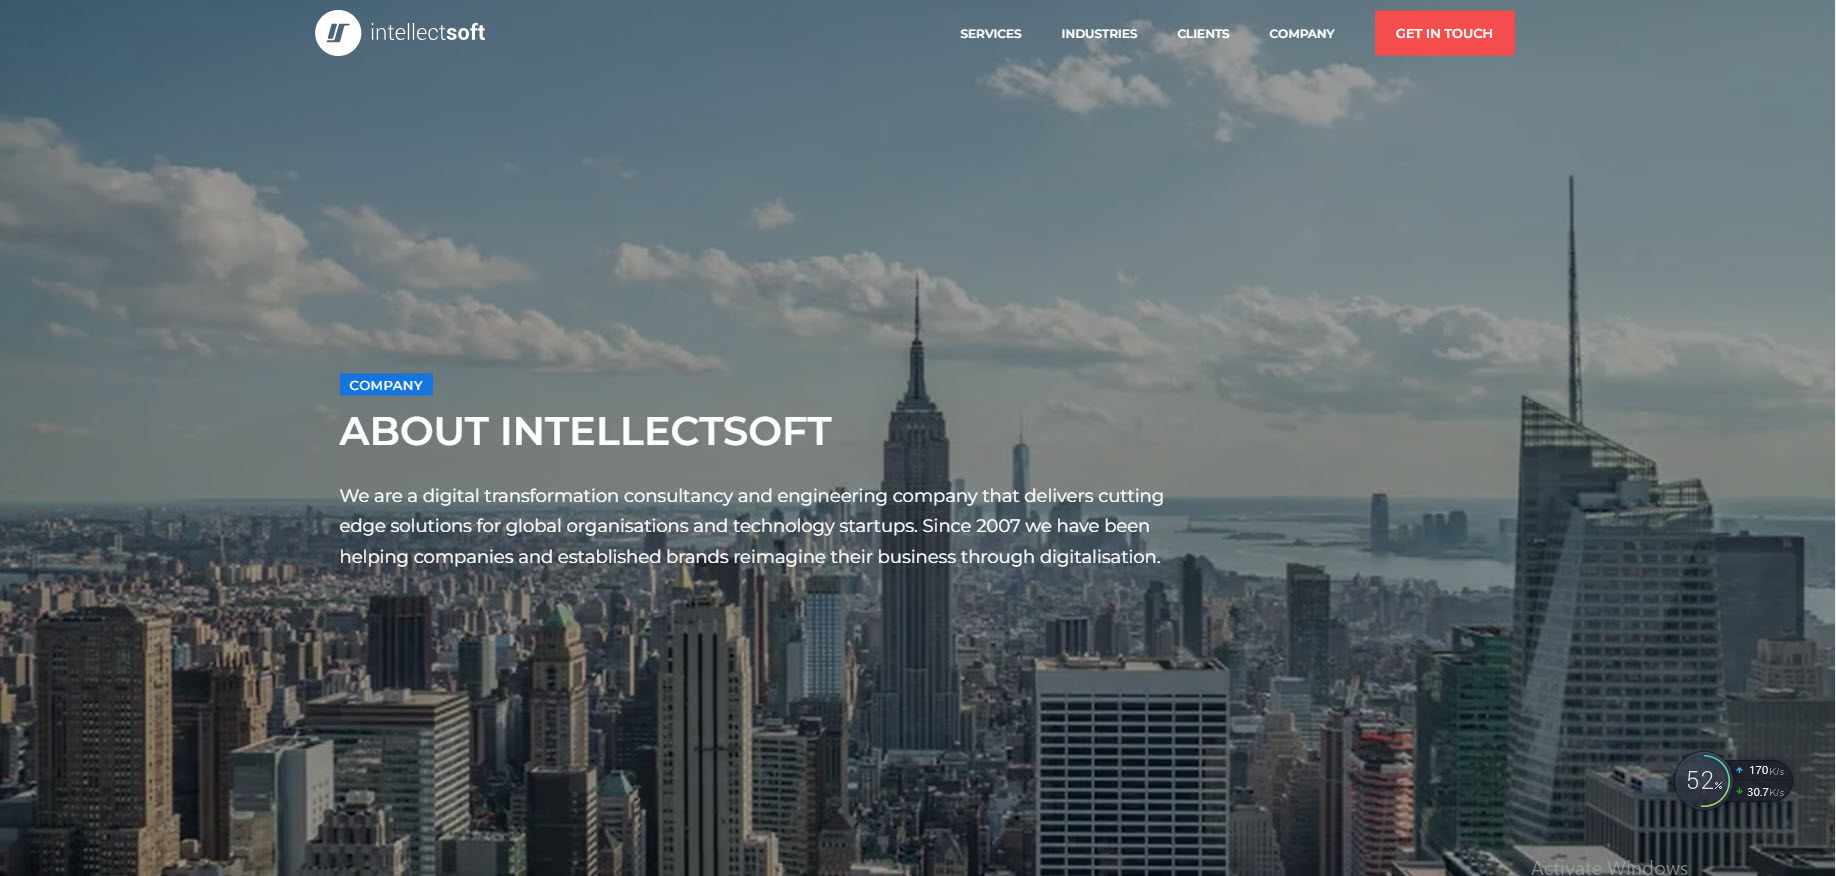 intellectsoft
SERVICES INDUSTRIES CLIENTS COMPANY GET IN TOUCH
COMPANY
ABOUT INTELLECTSOFT
We are a digital transformation consultancy and engineering company that delivers cutting
edge solutions for global organisations and technology startups. Since 2007 we have been
helping companies and established brands reimagine their business through digitalisation.
52%
170K/s
30.7K/s
Activate Windows